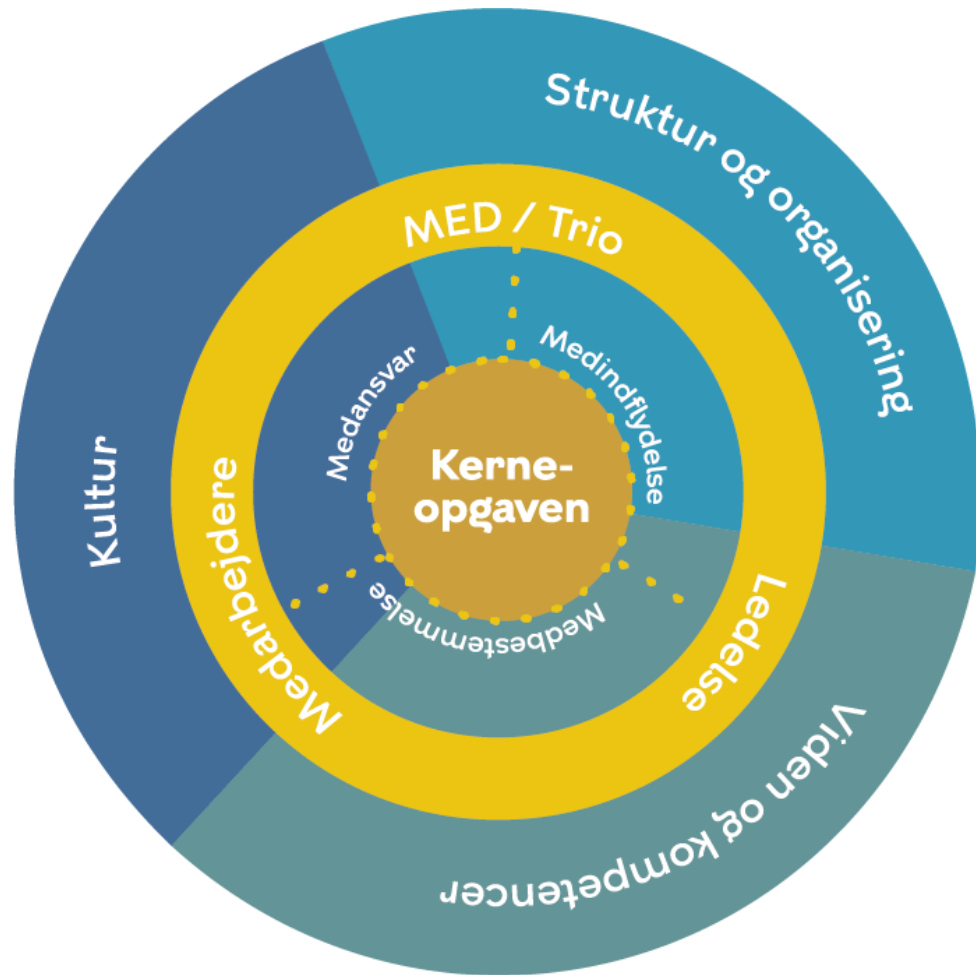 Struktur og organisering
Kultur
Viden og kompetencer
MED / Trio
Medarbejdere
Ledelse
Medansvar
Medindflydelse
Medbestemmelse
Kerne-
opgaven